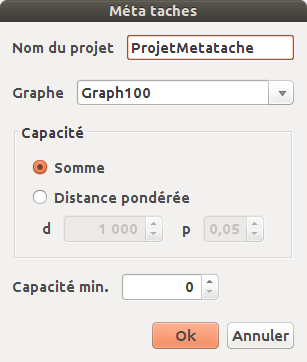 Méta taches
Nom du projet ProjetMetatache
Graphe Graph100
Capacité
Somme
Distance pondérée
d 1 000 p 0,05
Capacité min. 0
Ok Annuler